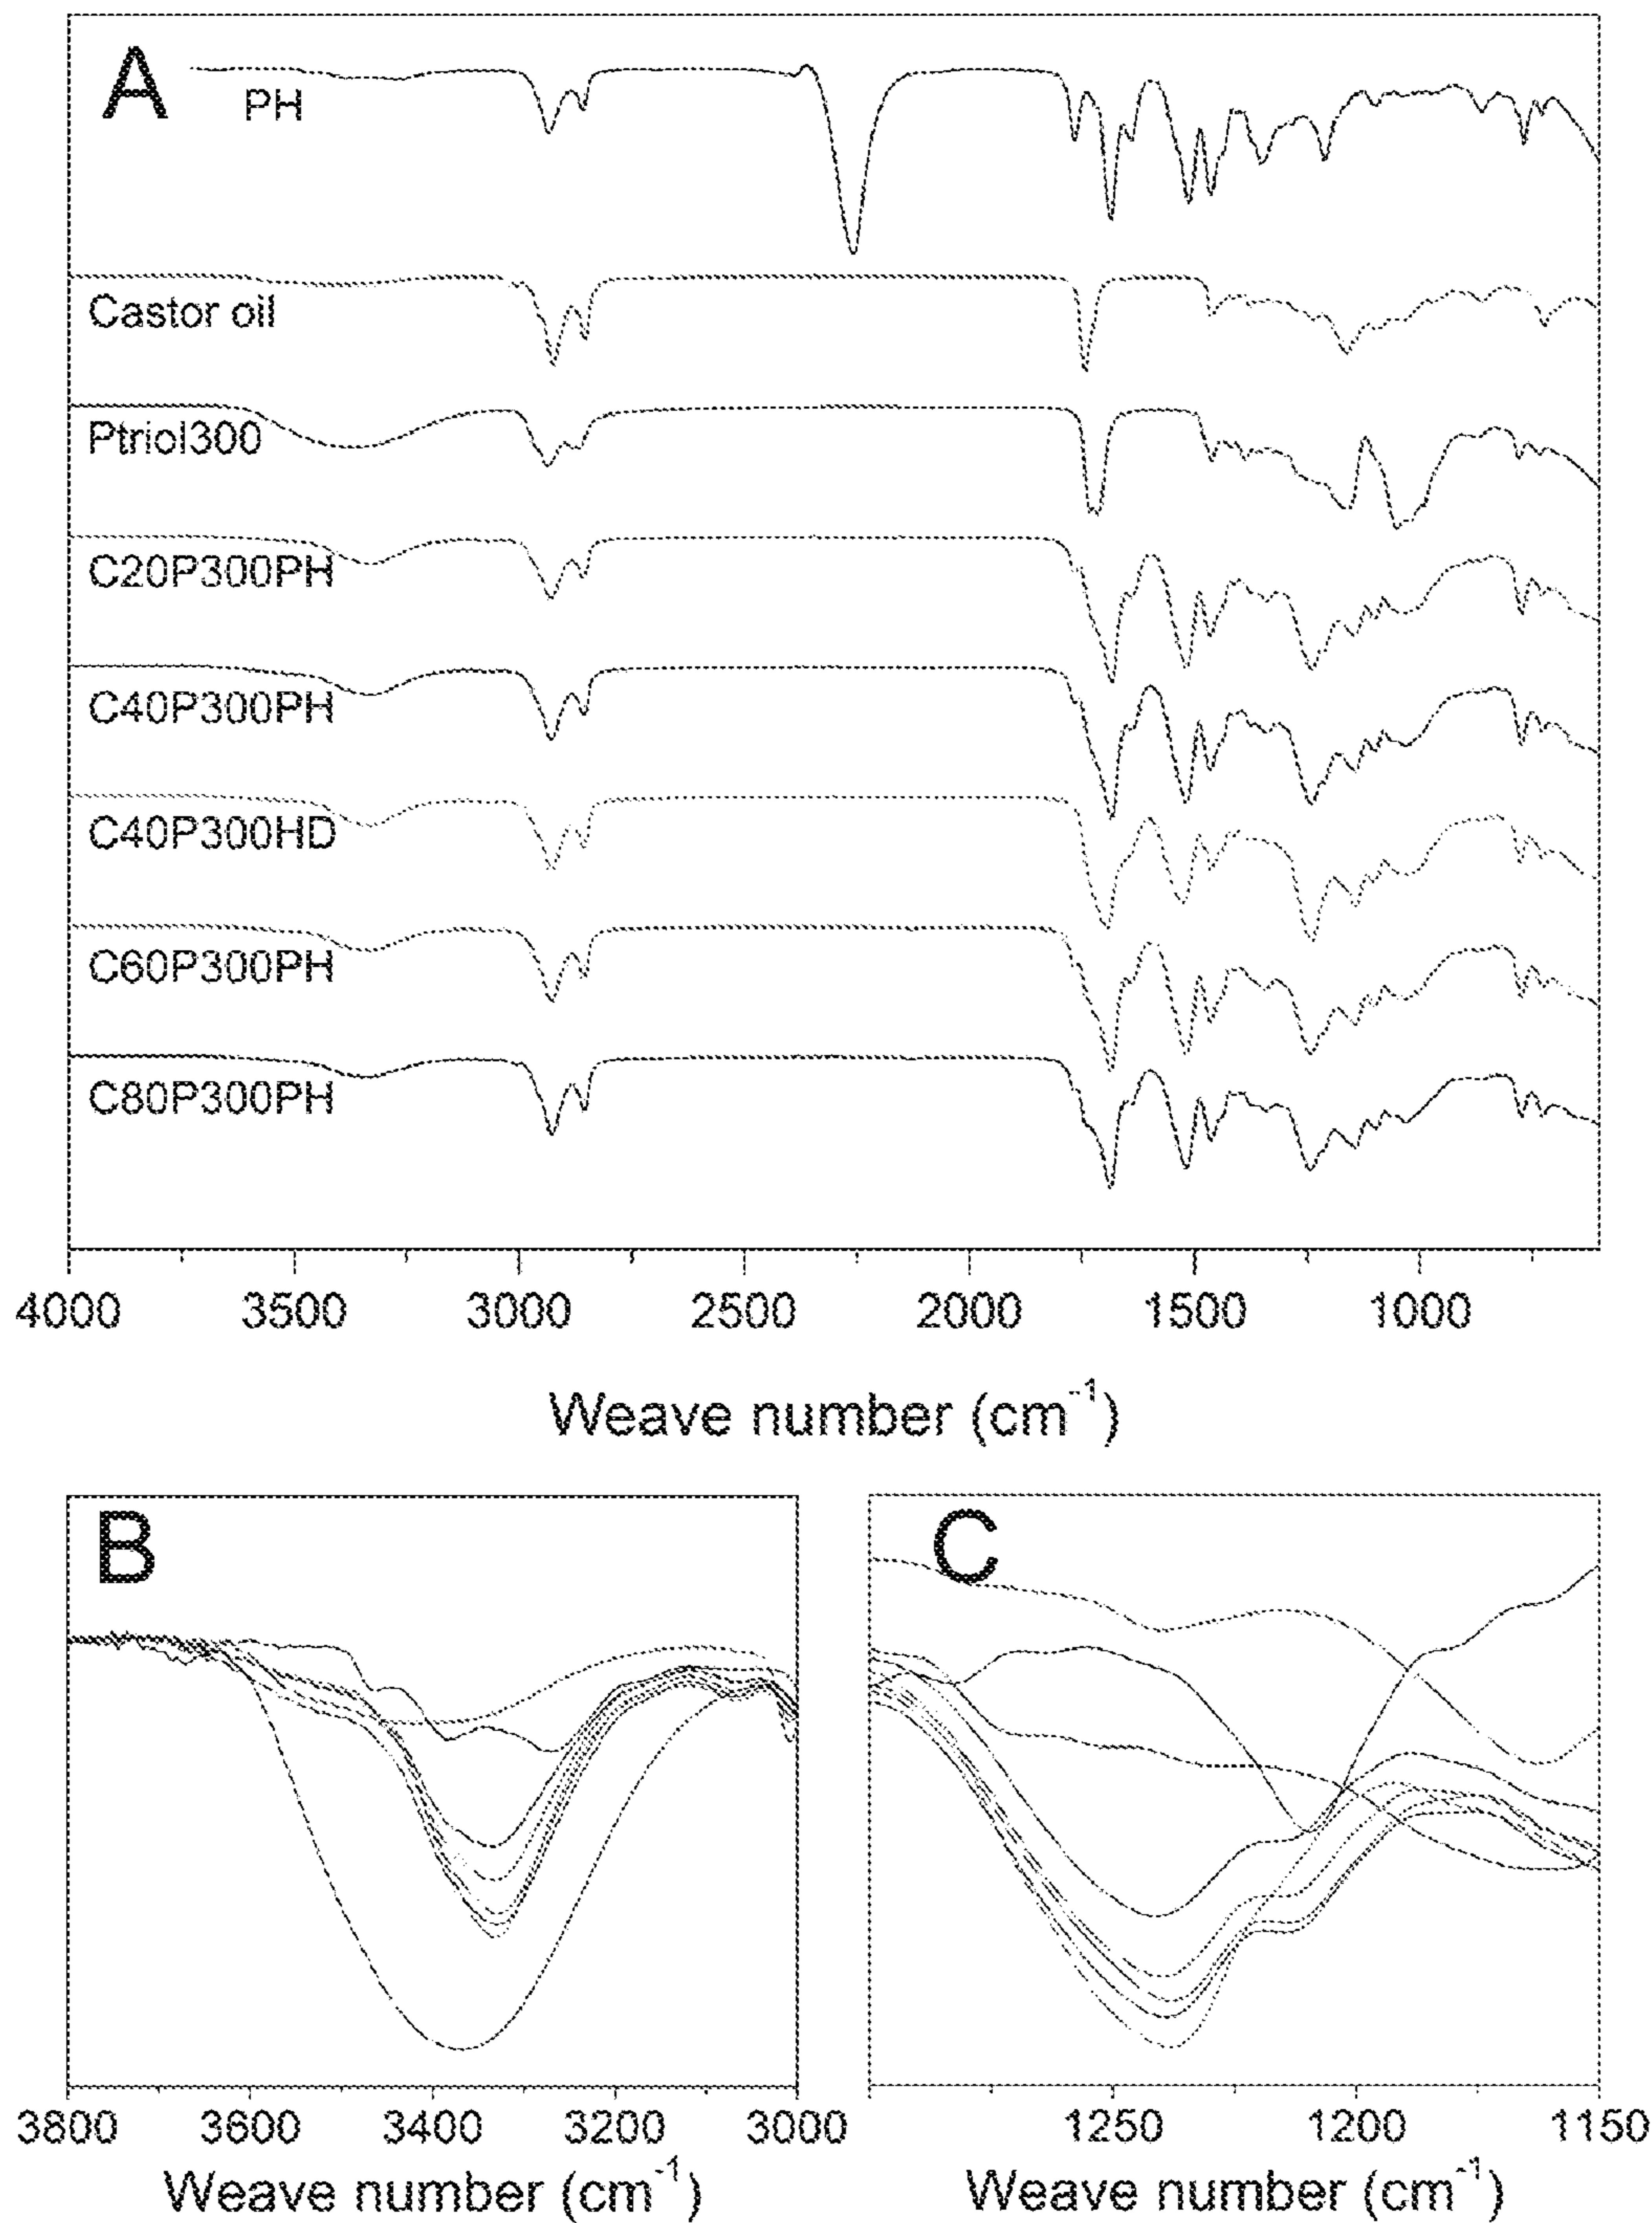 A
PH
Castor oil
Ptriol300
C20P300PH
C40P300PH
C40P300HD
C60P300PH
C80P300PH
4000 3500 3000 2500 2000 1500 1000
Weave number (cm⁻¹)
B C
3800 3600 3400 3200 3000 1250 1200 1150
Weave number (cm⁻¹) Weave number (cm⁻¹)